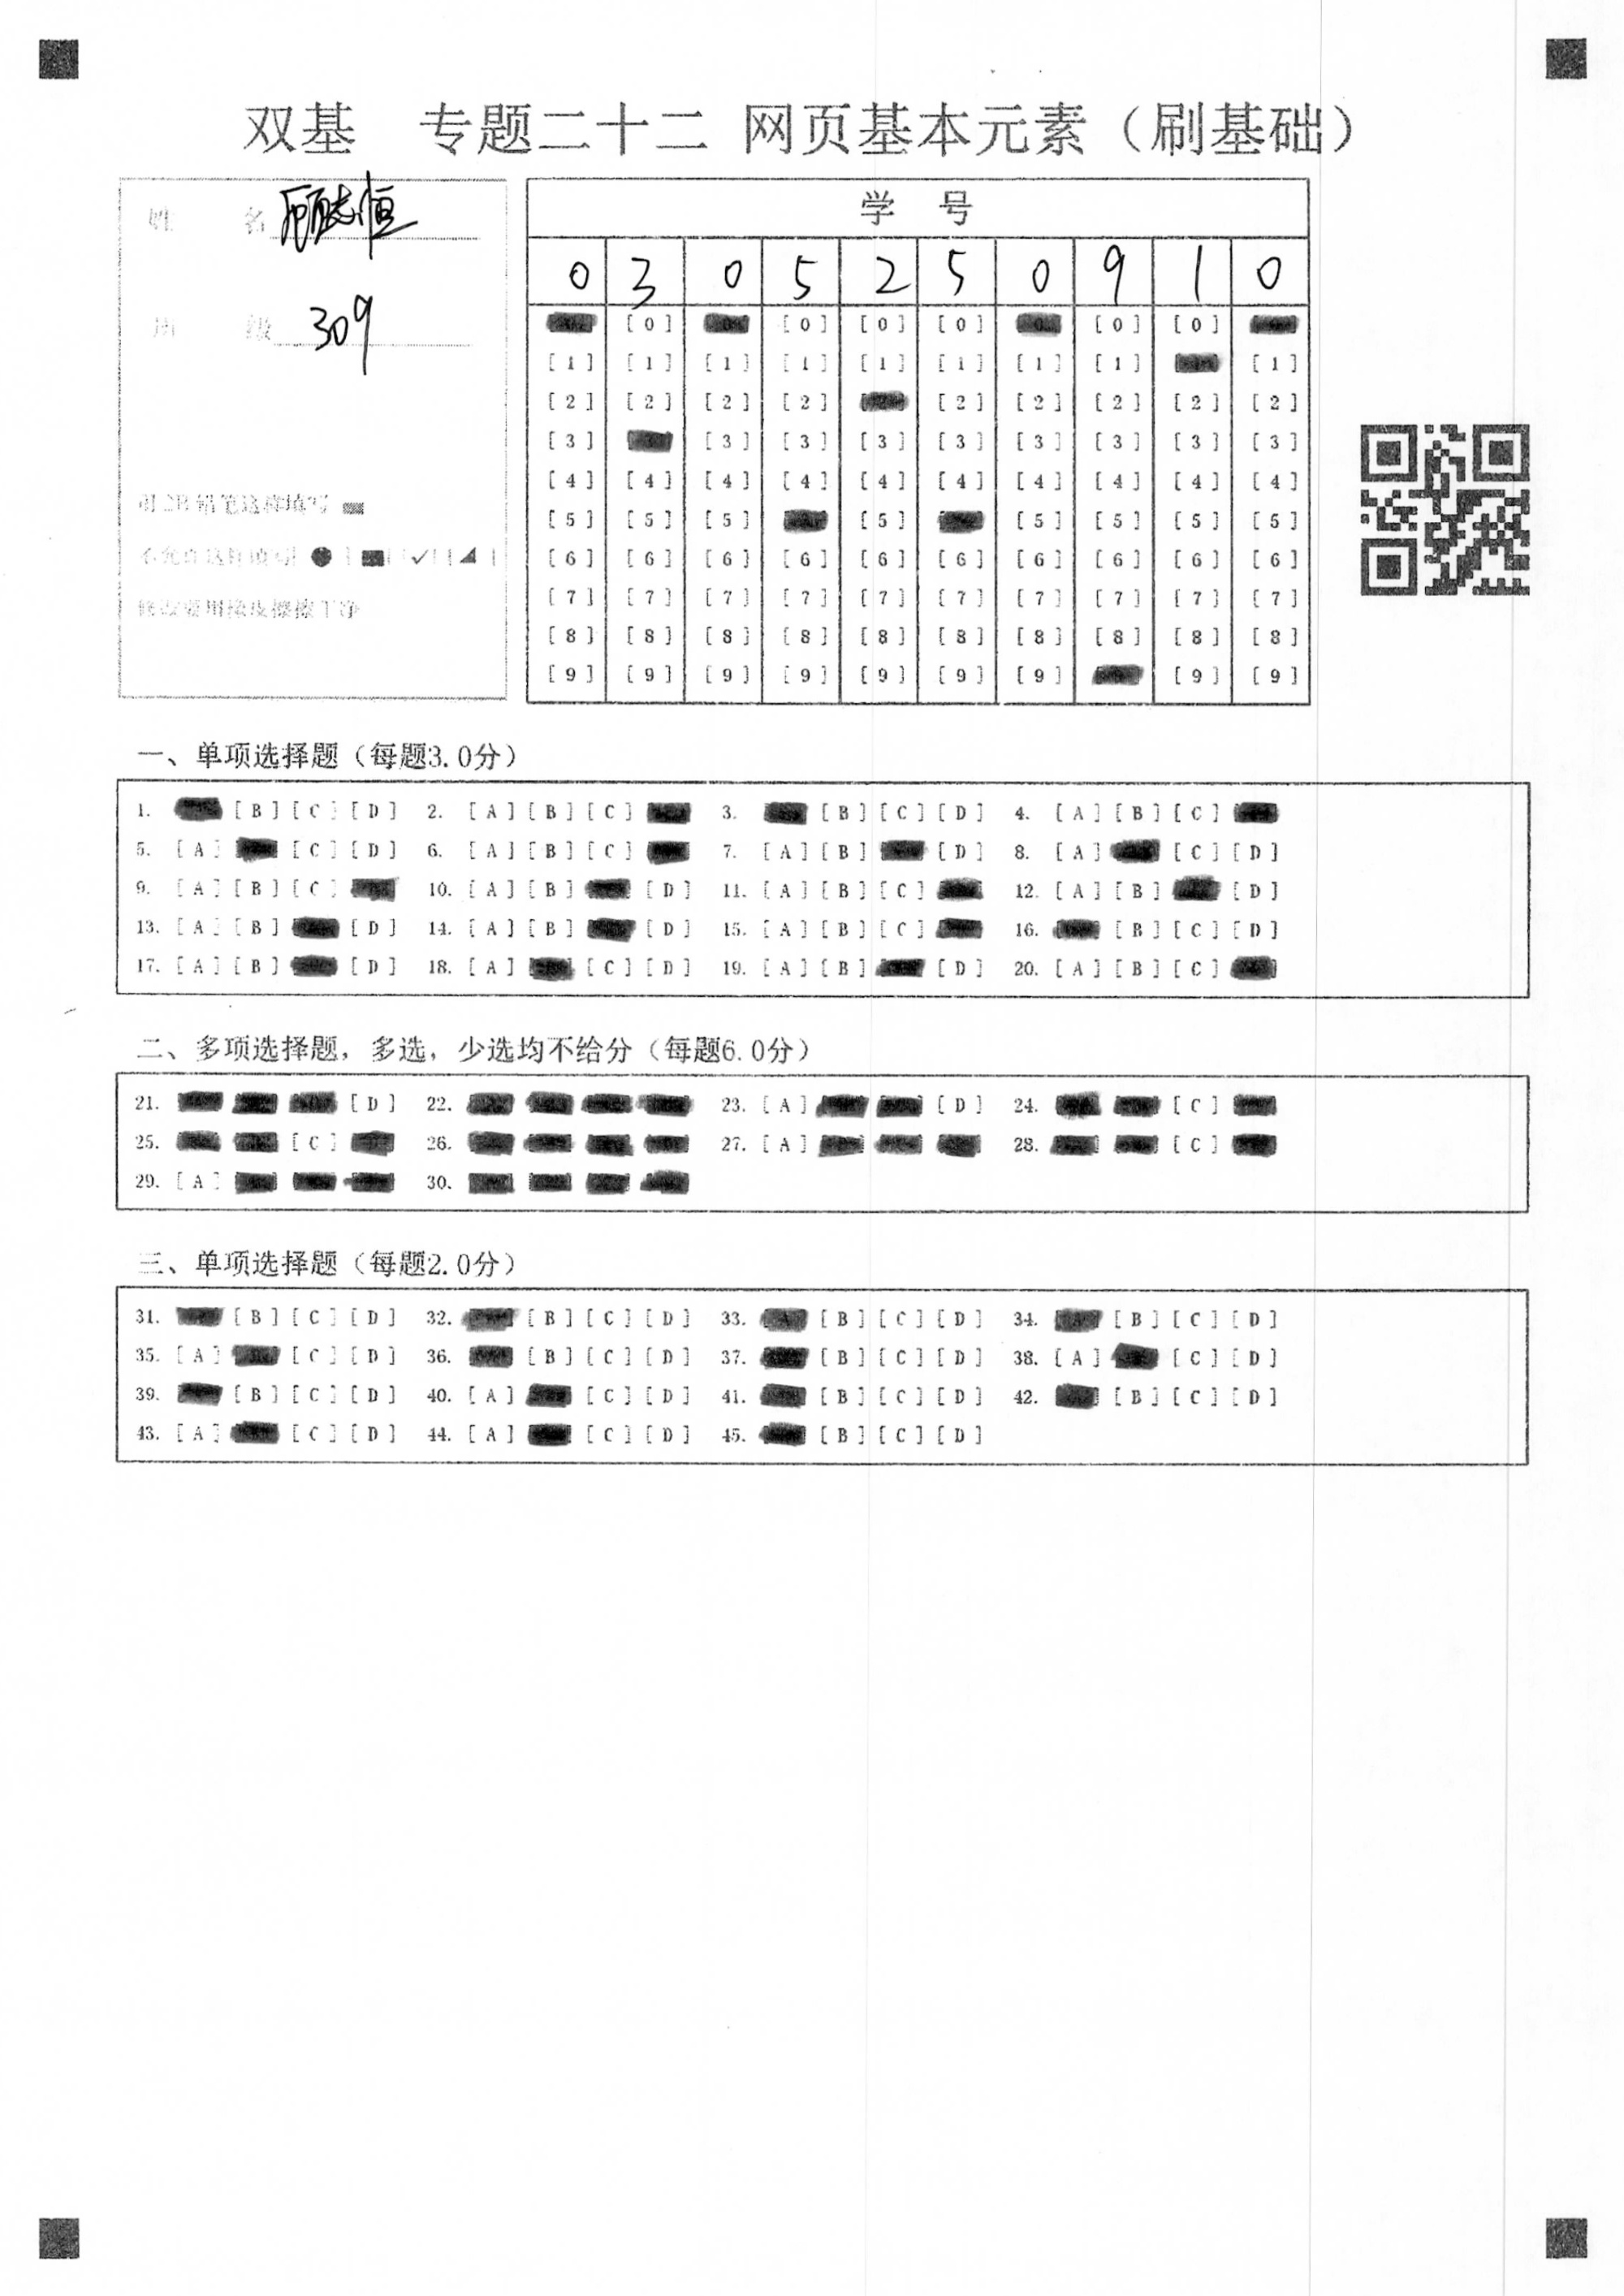 双基 专题二十二 网页基本元素（刷基础）
姓 名 顾志恒
班 级 309
学 号
0 3 0 5 2 5 0 9 1 0
[0] [0] [0] [0] [0] [0]
[1] [1] [1] [1] [1] [1] [1] [1] [1]
[2] [2] [2] [2] [2] [2] [2] [2] [2]
[3] [3] [3] [3] [3] [3] [3] [3] [3]
[4] [4] [4] [4] [4] [4] [4] [4] [4] [4]
[5] [5] [5] [5] [5] [5] [5] [5]
[6] [6] [6] [6] [6] [6] [6] [6] [6] [6]
[7] [7] [7] [7] [7] [7] [7] [7] [7] [7]
[8] [8] [8] [8] [8] [8] [8] [8] [8] [8]
[9] [9] [9] [9] [9] [9] [9] [9] [9]
用2B铅笔这样填写
不允许这样填写
修改要用橡皮擦擦干净
一、单项选择题（每题3.0分）
1. [B] [C] [D] 2. [A] [B] [C] 3. [B] [C] [D] 4. [A] [B] [C]
5. [A] [C] [D] 6. [A] [B] [C] 7. [A] [B] [D] 8. [A] [C] [D]
9. [A] [B] [C] 10. [A] [B] [D] 11. [A] [B] [C] 12. [A] [B] [D]
13. [A] [B] [D] 14. [A] [B] [D] 15. [A] [B] [C] 16. [B] [C] [D]
17. [A] [B] [D] 18. [A] [C] [D] 19. [A] [B] [D] 20. [A] [B] [C]
二、多项选择题，多选，少选均不给分（每题6.0分）
21. [D] 22. 23. [A] [D] 24. [C]
25. [C] 26. 27. [A] 28. [C]
29. [A] 30.
三、单项选择题（每题2.0分）
31. [B] [C] [D] 32. [B] [C] [D] 33. [B] [C] [D] 34. [B] [C] [D]
35. [A] [C] [D] 36. [B] [C] [D] 37. [B] [C] [D] 38. [A] [C] [D]
39. [B] [C] [D] 40. [A] [C] [D] 41. [B] [C] [D] 42. [B] [C] [D]
43. [A] [C] [D] 44. [A] [C] [D] 45. [B] [C] [D]